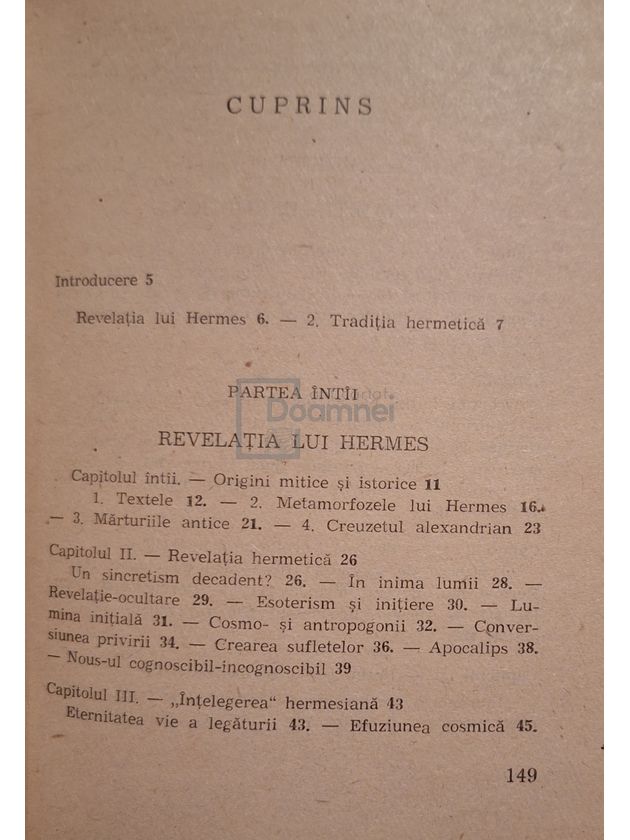 CUPRINS
Introducere 5
Revelația lui Hermes 6. — 2. Tradiția hermetică 7
PARTEA ÎNTÎI
Doamnei
REVELAȚIA LUI HERMES
Capitolul întîi. — Origini mitice și istorice 11
1. Textele 12. — 2. Metamorfozele lui Hermes 16.
— 3. Mărturiile antice 21. — 4. Creuzetul alexandrian 23
Capitolul II. — Revelația hermetică 26
Un sincretism decadent? 26. — În inima lumii 28. —
Revelație-ocultare 29. — Esoterism și inițiere 30. — Lu-
mina inițială 31. — Cosmo- și antropogonii 32. — Conver-
siunea privirii 34. — Crearea sufletelor 36. — Apocalips 38.
— Nous-ul cognoscibil-incognoscibil 39
Capitolul III. — „Înțelegerea" hermesiană 43
Eternitatea vie a legăturii 43. — Efuziunea cosmică 45.
149